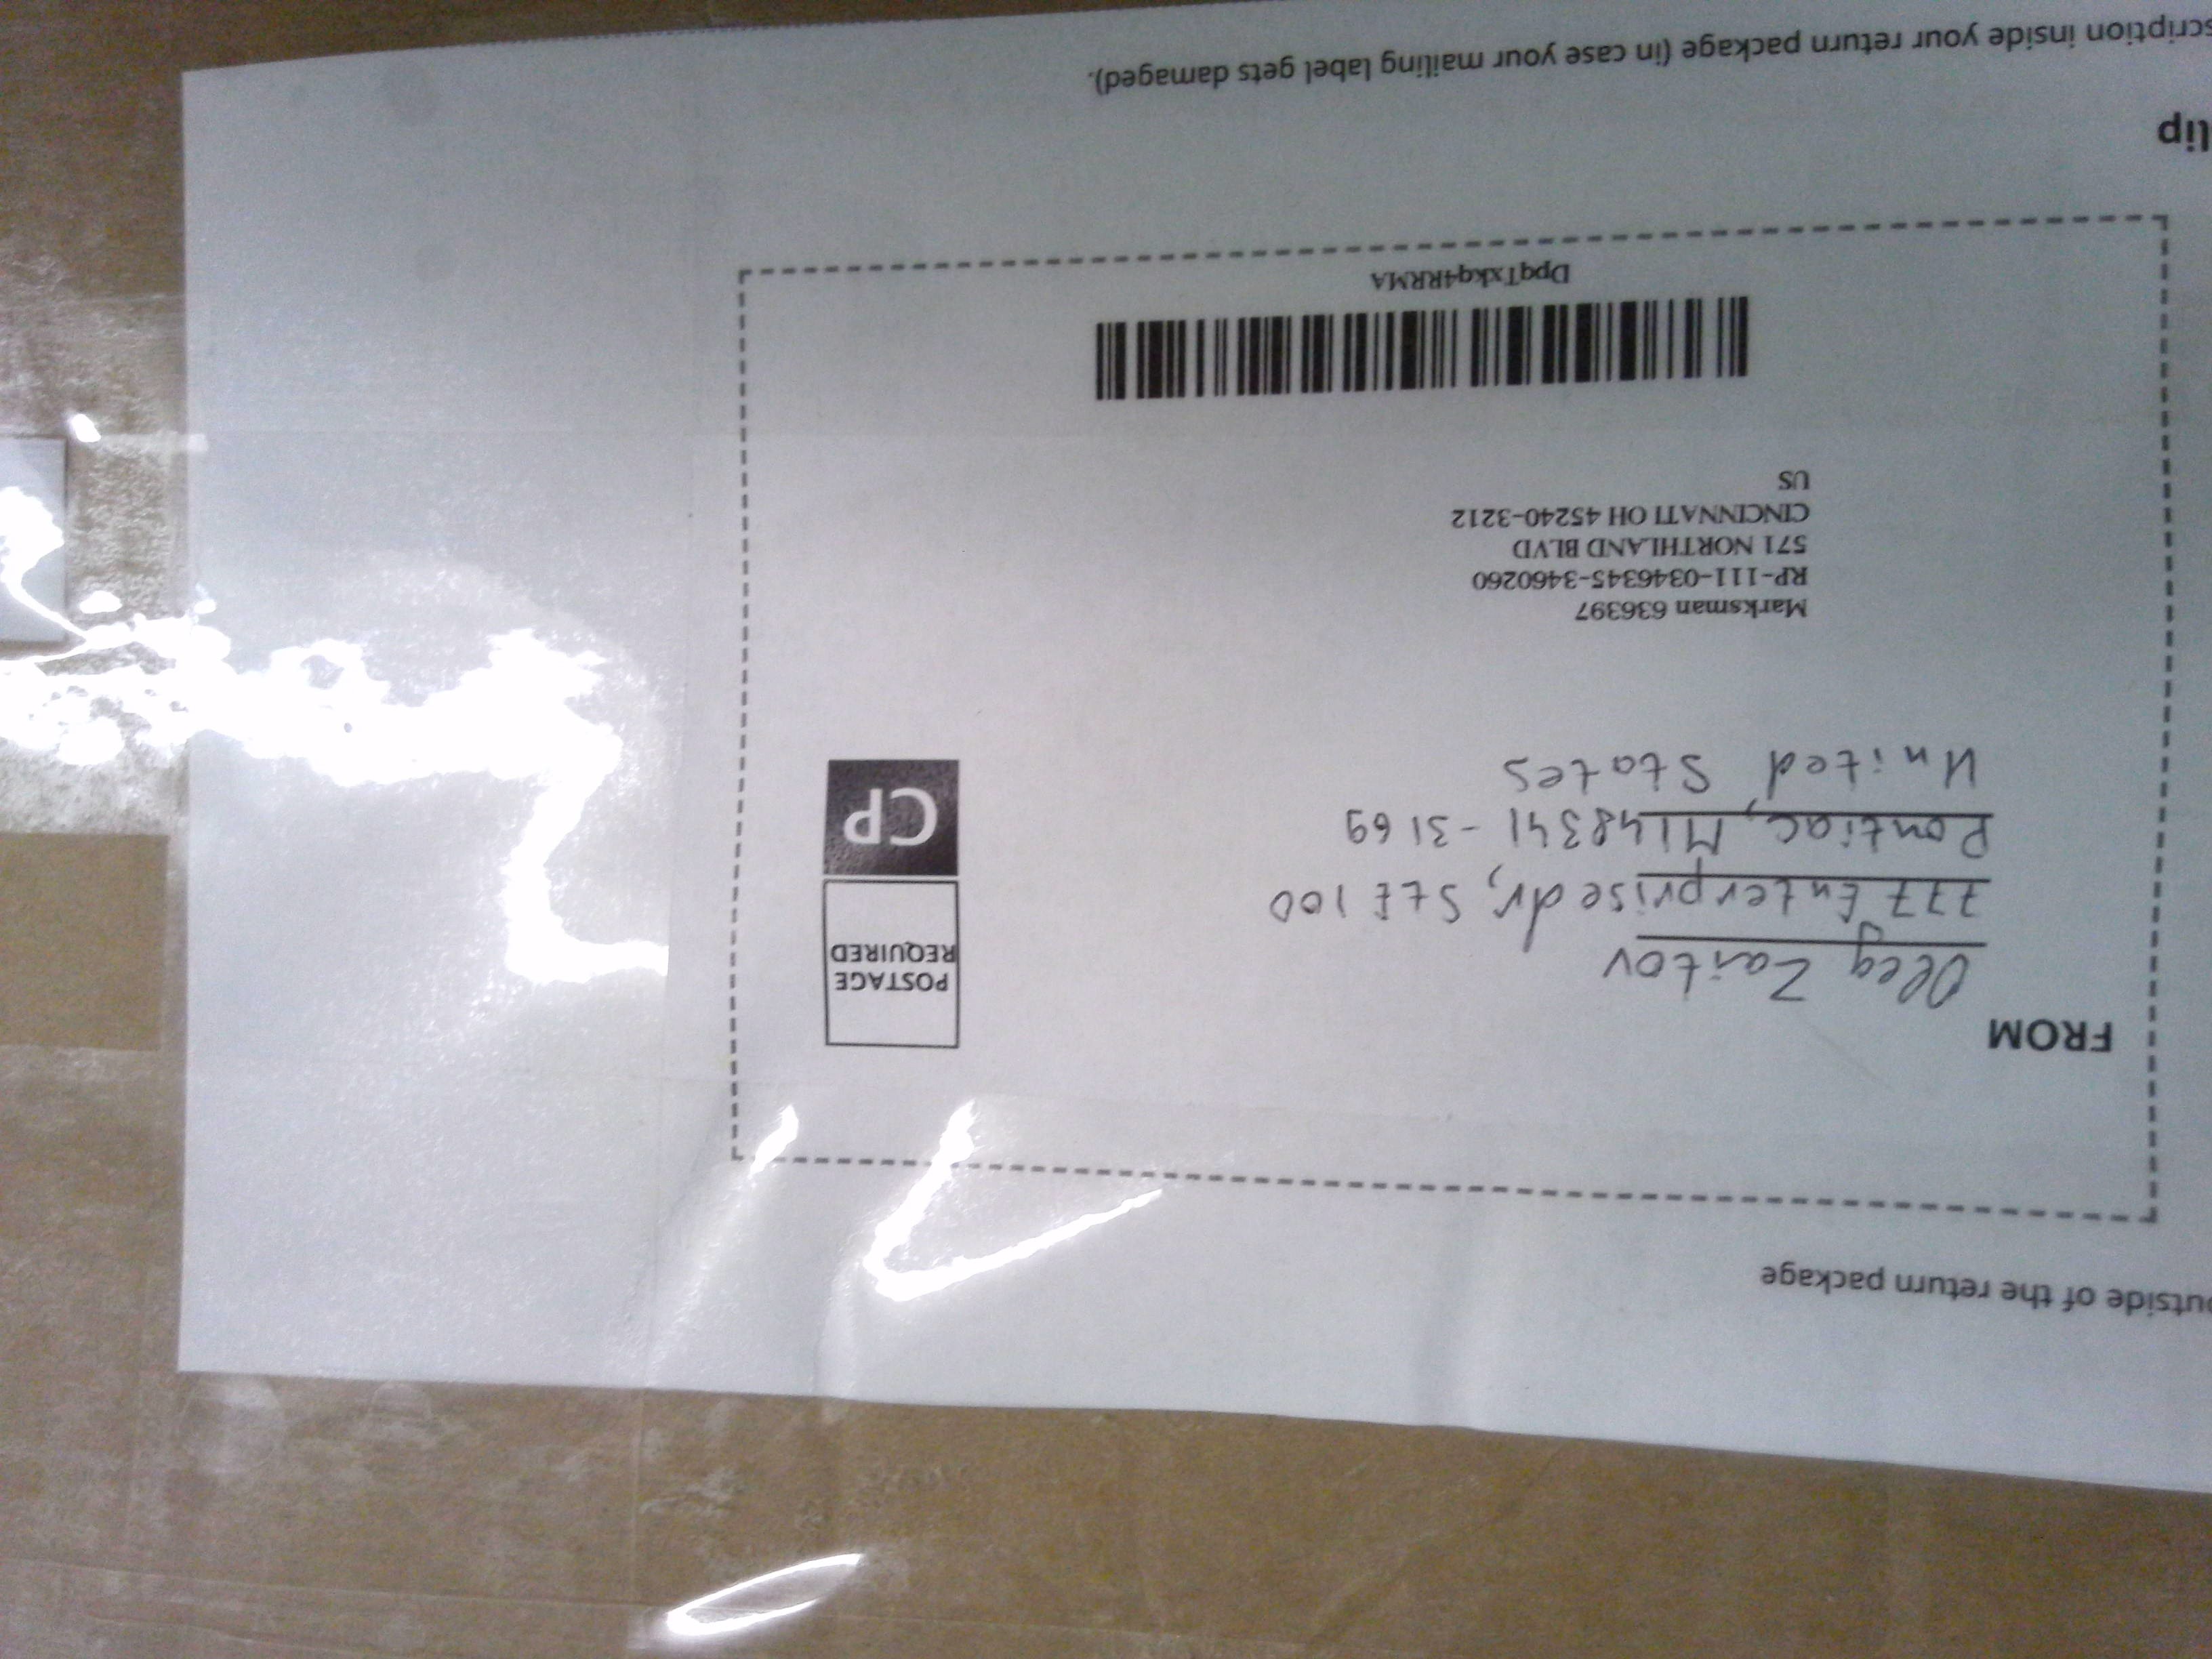 outside of the return package
FROM
Oleg Zaitov
777 Enterprise dr, Ste 100
Pontiac, MI 48341-3169
United States
POSTAGE
REQUIRED
CP
Marksman 636397
RP-111-0346345-3460260
571 NORTHLAND BLVD
CINCINNATI OH 45240-3212
US
DpqTxkq4RRMA
lip
scription inside your return package (in case your mailing label gets damaged).